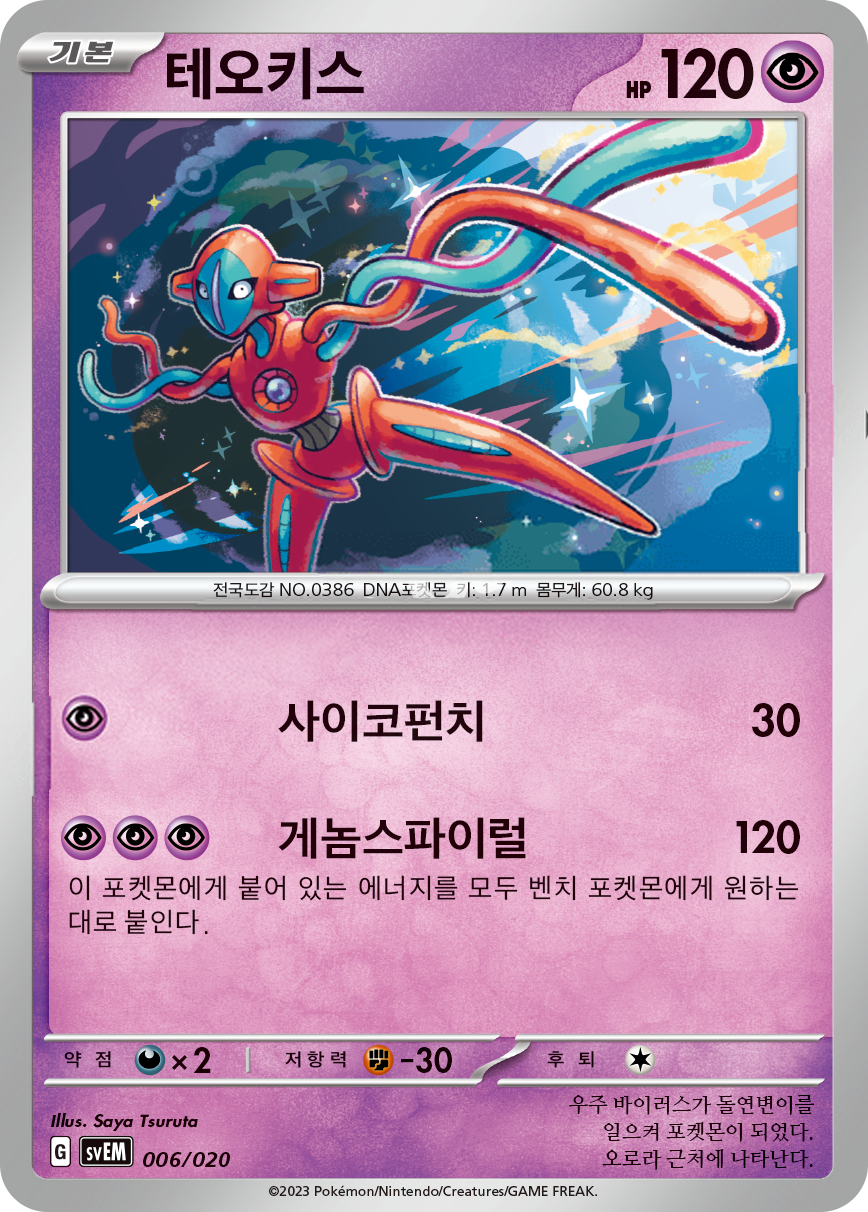 기본
테오키스
HP 120
전국도감 NO.0386 DNA포켓몬 키: 1.7 m 몸무게: 60.8 kg
사이코펀치 30
게놈스파이럴 120
이 포켓몬에게 붙어 있는 에너지를 모두 벤치 포켓몬에게 원하는
대로 붙인다.
약점 ×2 저항력 -30 후퇴
Illus. Saya Tsuruta
G svEM 006/020
우주 바이러스가 돌연변이를
일으켜 포켓몬이 되었다.
오로라 근처에 나타난다.
©2023 Pokémon/Nintendo/Creatures/GAME FREAK.